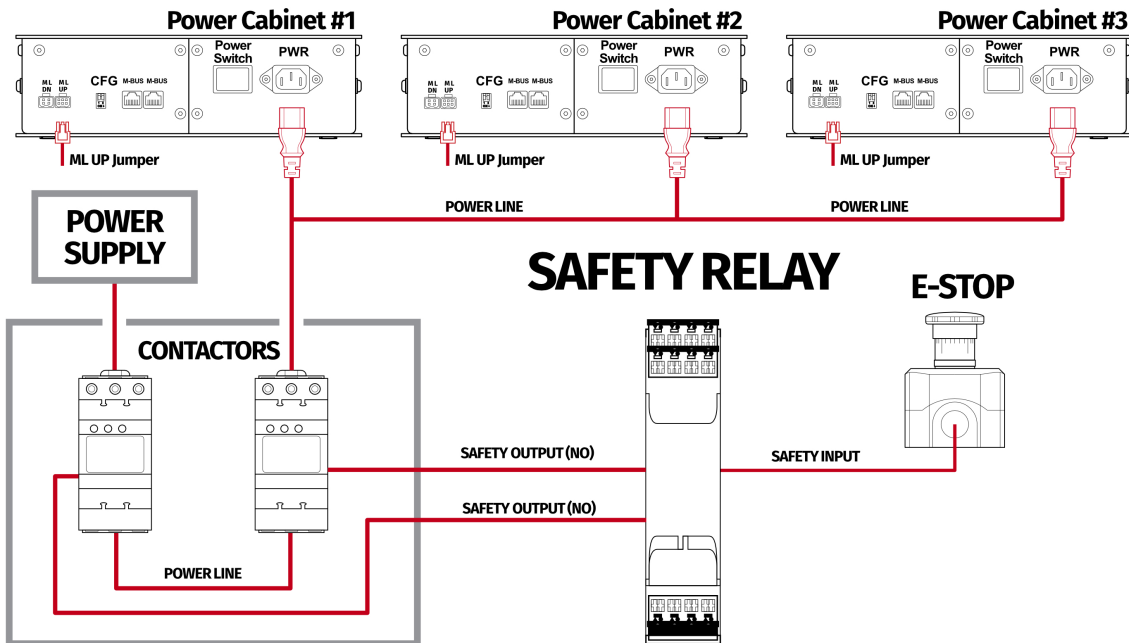 Power Cabinet #1
Power Cabinet #2
Power Cabinet #3
Power
Switch
PWR
ML
DN
ML
UP
CFG
M-BUS M-BUS
Power
Switch
PWR
ML
DN
ML
UP
CFG
M-BUS M-BUS
Power
Switch
PWR
ML
DN
ML
UP
CFG
M-BUS M-BUS
ML UP Jumper
ML UP Jumper
ML UP Jumper
POWER LINE
POWER LINE
POWER
SUPPLY
SAFETY RELAY
E-STOP
CONTACTORS
SAFETY OUTPUT (NO)
SAFETY INPUT
SAFETY OUTPUT (NO)
POWER LINE